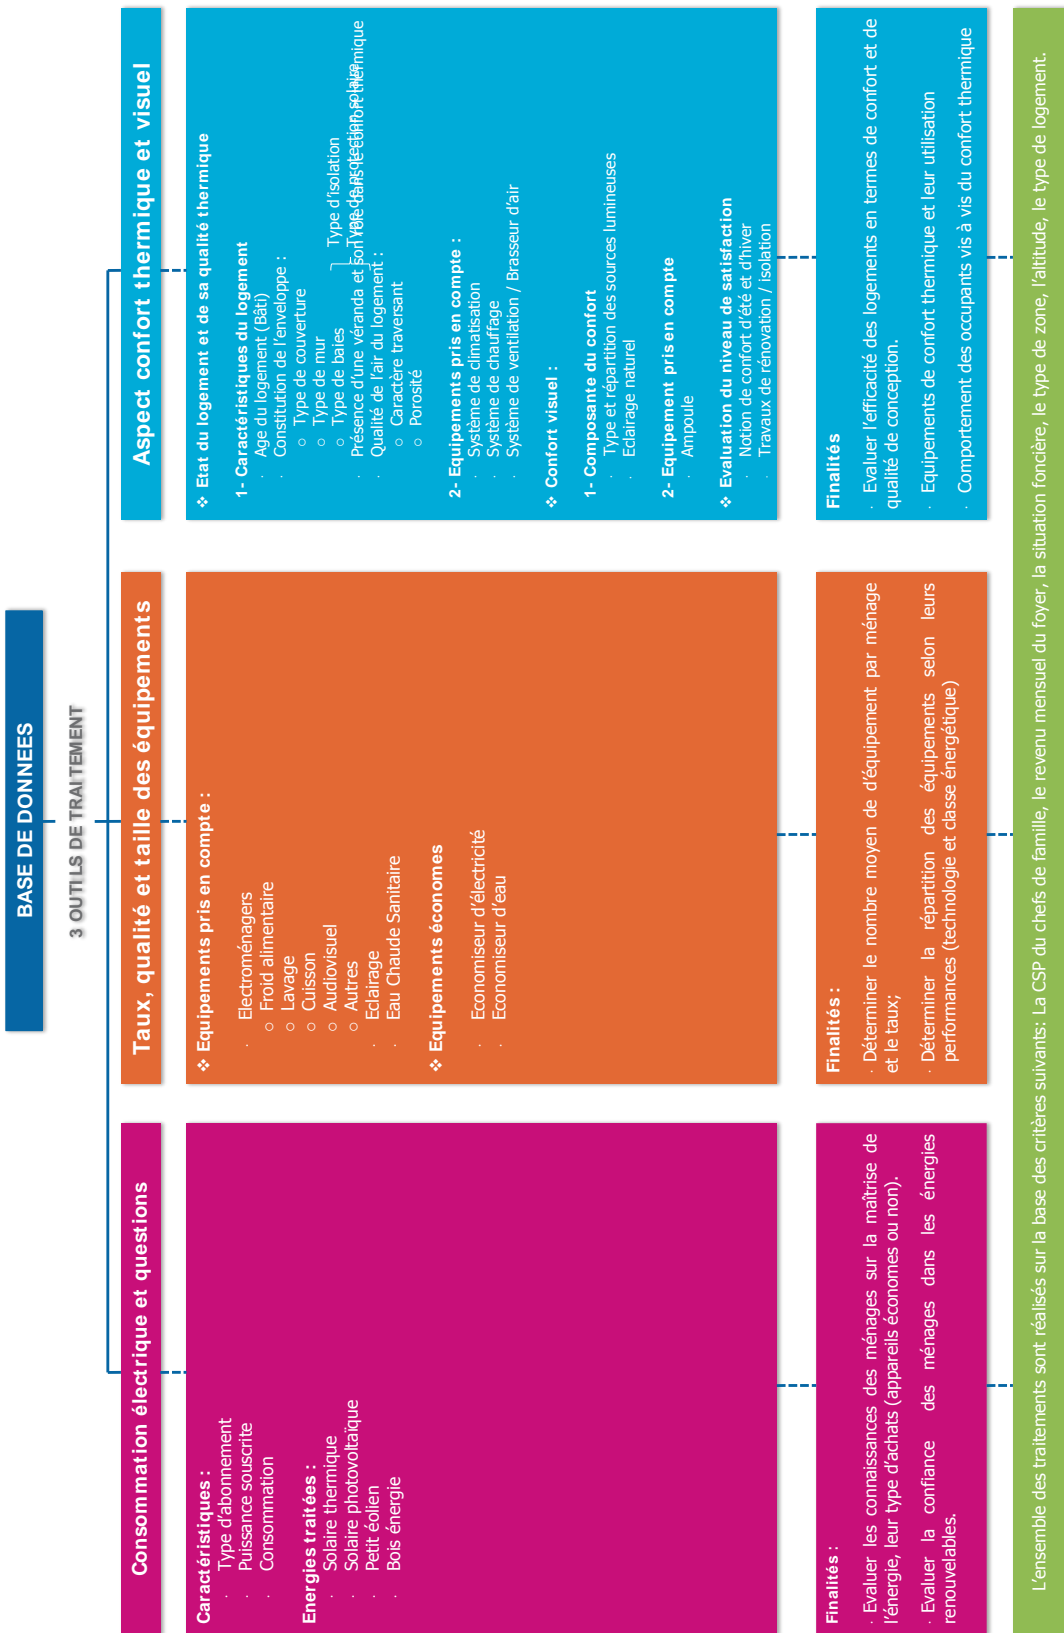 BASE DE DONNEES
3 OUTILS DE TRAITEMENT
Consommation électrique et questions
Caractéristiques :
· Type d'abonnement
· Puissance souscrite
· Consommation
Energies traitées :
· Solaire thermique
· Solaire photovoltaïque
· Petit éolien
· Bois énergie
Finalités :
· Evaluer les connaissances des ménages sur la maîtrise de
l'énergie, leur type d'achats (appareils économes ou non).
· Evaluer la confiance des ménages dans les énergies
renouvelables.
Taux, qualité et taille des équipements
❖ Equipements pris en compte :
· Electroménagers
○ Froid alimentaire
○ Lavage
○ Cuisson
○ Audiovisuel
○ Autres
· Eclairage
· Eau Chaude Sanitaire
❖ Equipements économes
· Economiseur d'électricité
· Economiseur d'eau
Finalités :
· Déterminer le nombre moyen de d'équipement par ménage
et le taux;
· Déterminer la répartition des équipements selon leurs
performances (technologie et classe énergétique)
Aspect confort thermique et visuel
❖ Etat du logement et de sa qualité thermique
1- Caractéristiques du logement
· Age du logement (Bâti)
· Constitution de l'enveloppe :
○ Type de couverture
○ Type de mur
○ Type de baies
Type d'isolation
Type de protection solaire
· Présence d'une véranda et son rôle dans le confort thermique
· Qualité de l'air du logement :
○ Caractère traversant
○ Porosité
2- Equipements pris en compte :
· Système de climatisation
· Système de chauffage
· Système de ventilation / Brasseur d'air
❖ Confort visuel :
1- Composante du confort
· Type et répartition des sources lumineuses
· Eclairage naturel
2- Equipement pris en compte
· Ampoule
❖ Evaluation du niveau de satisfaction
· Notion de confort d'été et d'hiver
· Travaux de rénovation / isolation
Finalités
· Evaluer l'efficacité des logements en termes de confort et de
qualité de conception.
· Equipements de confort thermique et leur utilisation
· Comportement des occupants vis à vis du confort thermique
L'ensemble des traitements sont réalisés sur la base des critères suivants: La CSP du chefs de famille, le revenu mensuel du foyer, la situation foncière, le type de zone, l'altitude, le type de logement.